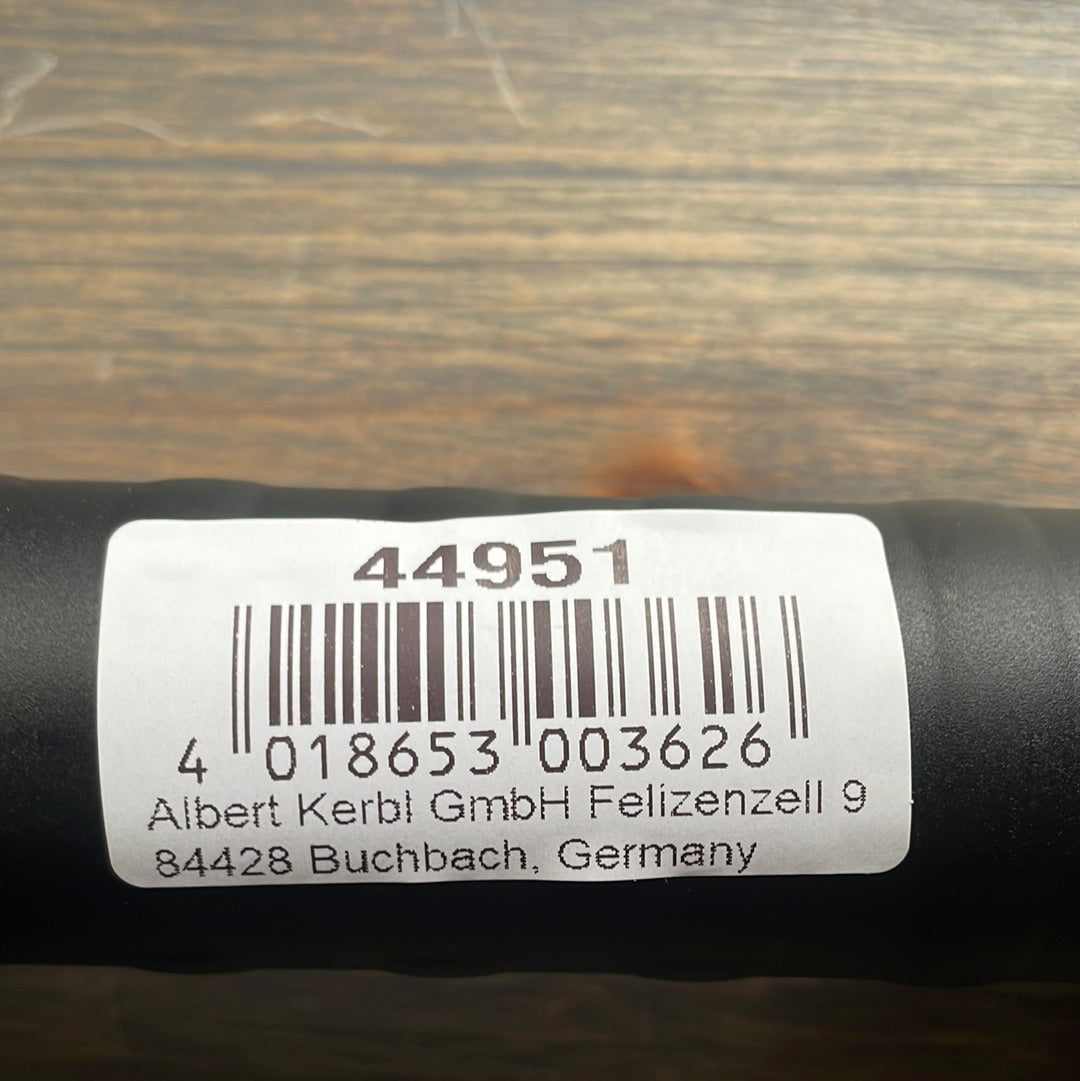 44951
4 018653 003626
Albert Kerbl GmbH Felizenzell 9
84428 Buchbach, Germany